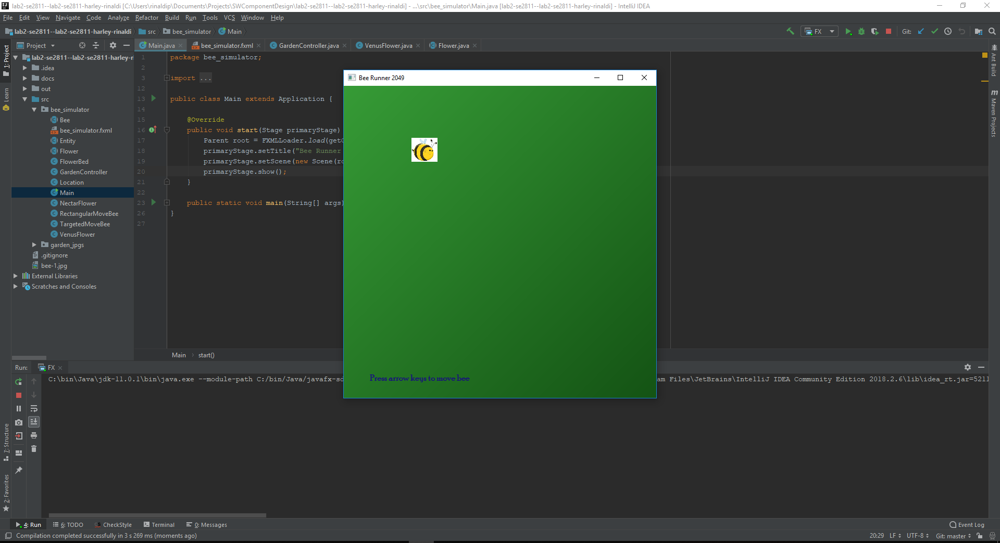 lab2-se2811--lab2-se2811-harley-rinaldi [C:\Users\rinaldip\Documents\Projects\SWComponentDesign\lab2-se2811--lab2-se2811-harley-rinaldi] - ...\src\bee_simulator\Main.java [lab2-se2811--lab2-se2811-harley-rinaldi] - IntelliJ IDEA
File Edit View Navigate Code Analyze Refactor Build Run Tools VCS Window Help
lab2-se2811--lab2-se2811-harley-rinaldi src bee_simulator Main FX Git:
Project Main.java bee_simulator.fxml GardenController.java VenusFlower.java Flower.java
1: Project
Learn
7: Structure
2: Favorites
lab2-se2811--lab2-se2811-harley-r
.idea
docs
out
src
bee_simulator
Bee
bee_simulator.fxml
Entity
Flower
FlowerBed
GardenController
Location
Main
NectarFlower
RectangularMoveBee
TargetedMoveBee
VenusFlower
garden_jpgs
.gitignore
bee-1.jpg
External Libraries
Scratches and Consoles
1 package bee_simulator;
2
3 import ...
12
13 public class Main extends Application {
14
15 @Override
16 public void start(Stage primaryStage)
17 Parent root = FXMLLoader.load(getC
18 primaryStage.setTitle("Bee Runner
19 primaryStage.setScene(new Scene(ro
20 primaryStage.show();
21 }
22
23 public static void main(String[] args)
26 }
27
Main start()
Bee Runner 2049
Press arrow keys to move bee
Ant Build
Maven Projects
Run: FX
C:\bin\Java\jdk-11.0.1\bin\java.exe --module-path C:/bin/Java/javafx-sd
am Files\JetBrains\IntelliJ IDEA Community Edition 2018.2.6\lib\idea_rt.jar=5211
4: Run 6: TODO CheckStyle Terminal 0: Messages Event Log
Compilation completed successfully in 3 s 269 ms (moments ago) 20:29 LF UTF-8 Git: master